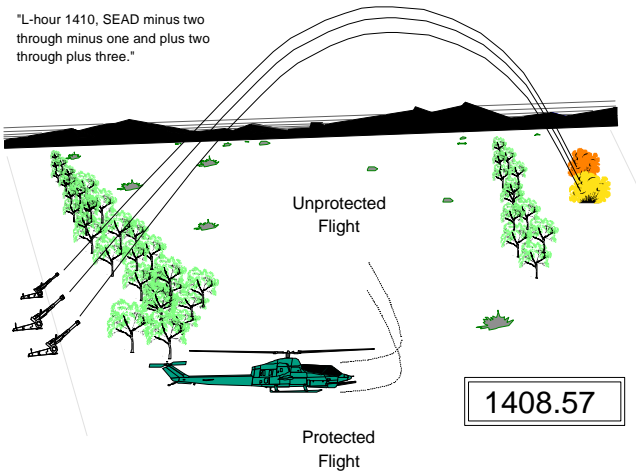 "L-hour 1410, SEAD minus two
through minus one and plus two
through plus three."
Unprotected
Flight
1408.57
Protected
Flight